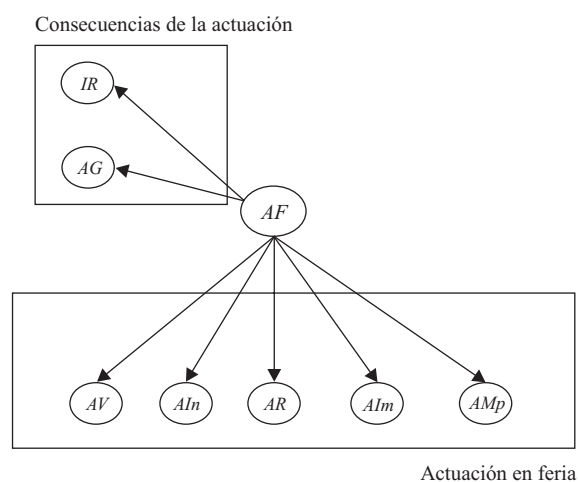 Consecuencias de la actuación
IR
AG
AF
AV
AIn
AR
AIm
AMp
Actuación en feria